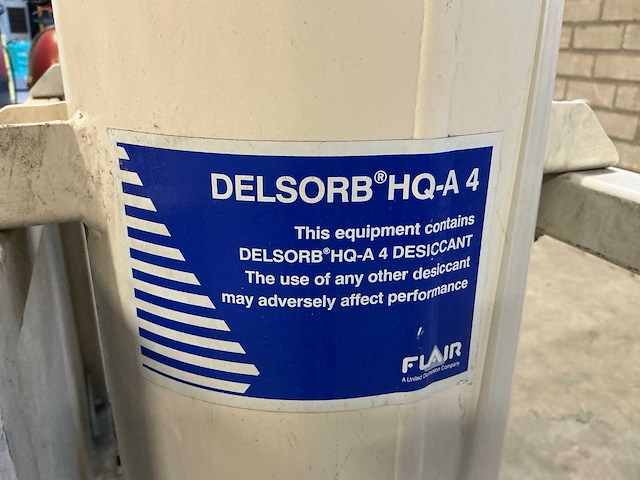 DELSORB® HQ-A 4
This equipment contains
DELSORB® HQ-A 4 DESICCANT
The use of any other desiccant
may adversely affect performance
FLAIR
A United Dominion Company